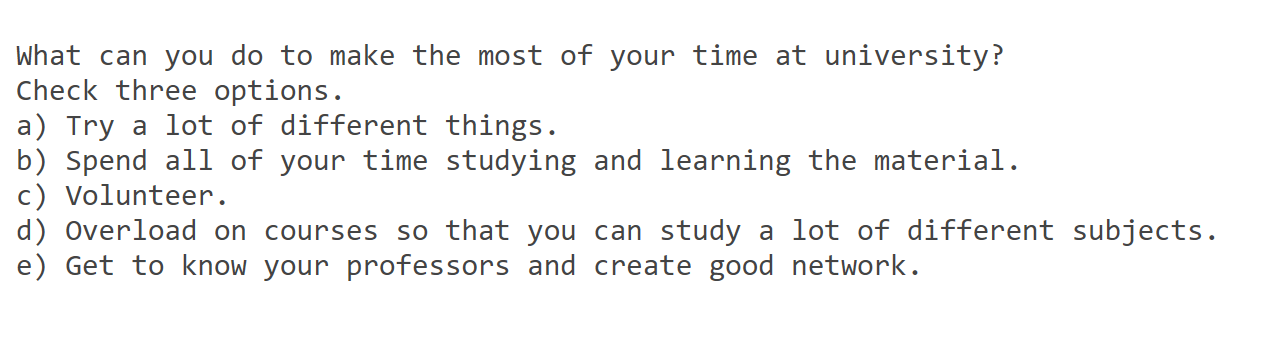 What can you do to make the most of your time at university?
Check three options.
a) Try a lot of different things.
b) Spend all of your time studying and learning the material.
c) Volunteer.
d) Overload on courses so that you can study a lot of different subjects.
e) Get to know your professors and create good network.